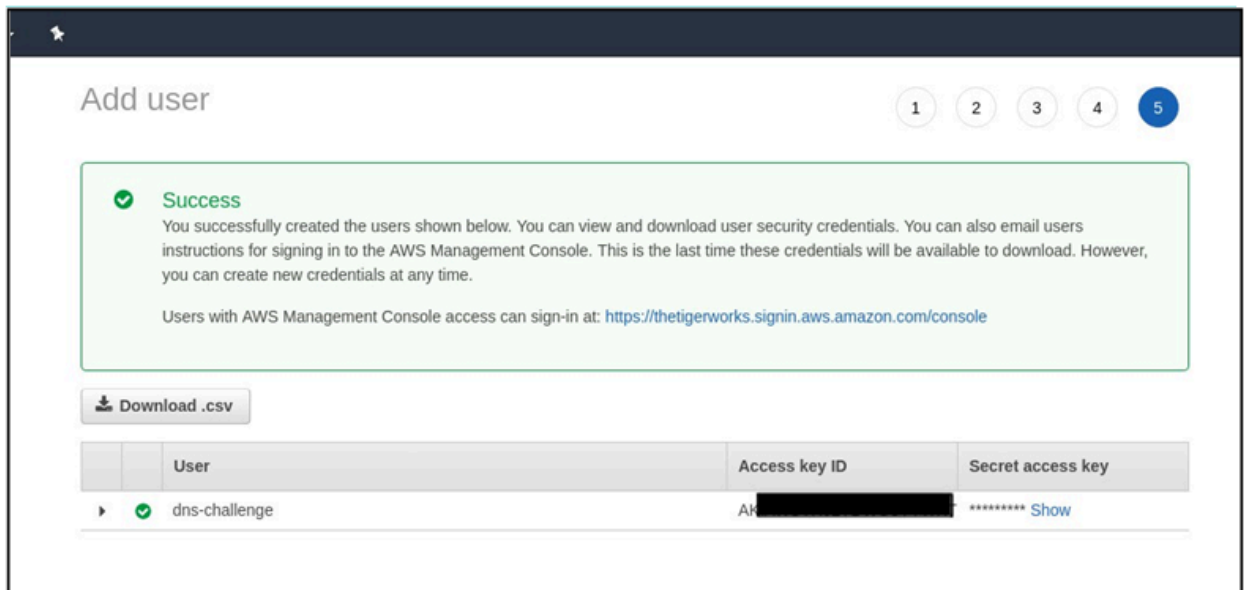 Add user
1 2 3 4 5
Success
You successfully created the users shown below. You can view and download user security credentials. You can also email users
instructions for signing in to the AWS Management Console. This is the last time these credentials will be available to download. However,
you can create new credentials at any time.
Users with AWS Management Console access can sign-in at: https://thetigerworks.signin.aws.amazon.com/console
Download .csv
User Access key ID Secret access key
dns-challenge AK ********* Show